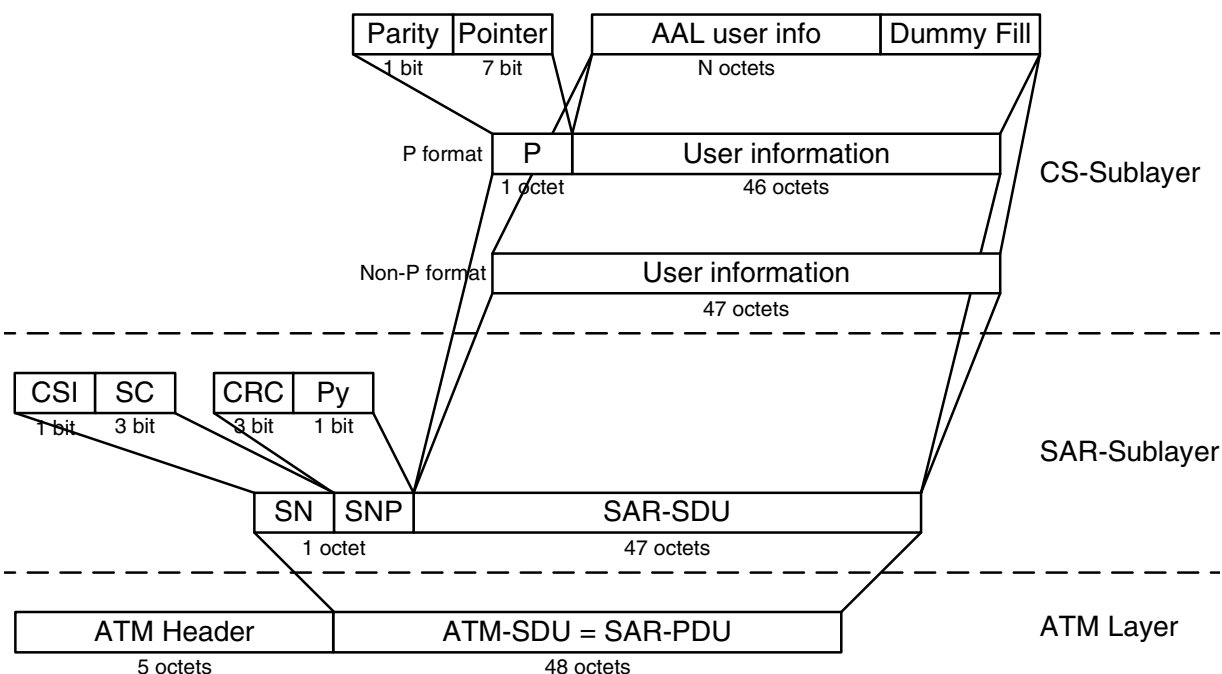 Parity Pointer AAL user info Dummy Fill
1 bit 7 bit N octets
P format P User information
1 octet 46 octets
CS-Sublayer
Non-P format User information
47 octets
CSI SC CRC Py
1 bit 3 bit 3 bit 1 bit
SAR-Sublayer
SN SNP SAR-SDU
1 octet 47 octets
ATM Header ATM-SDU = SAR-PDU ATM Layer
5 octets 48 octets